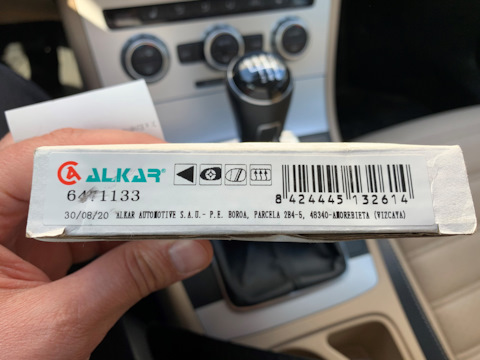 ALKAR
6471133
8 424445 132614
30/08/20 ALKAR AUTOMOTIVE S.A.U.- P.E. BOROA, PARCELA 2B4-5, 48340-AMOREBIETA (VIZCAYA)